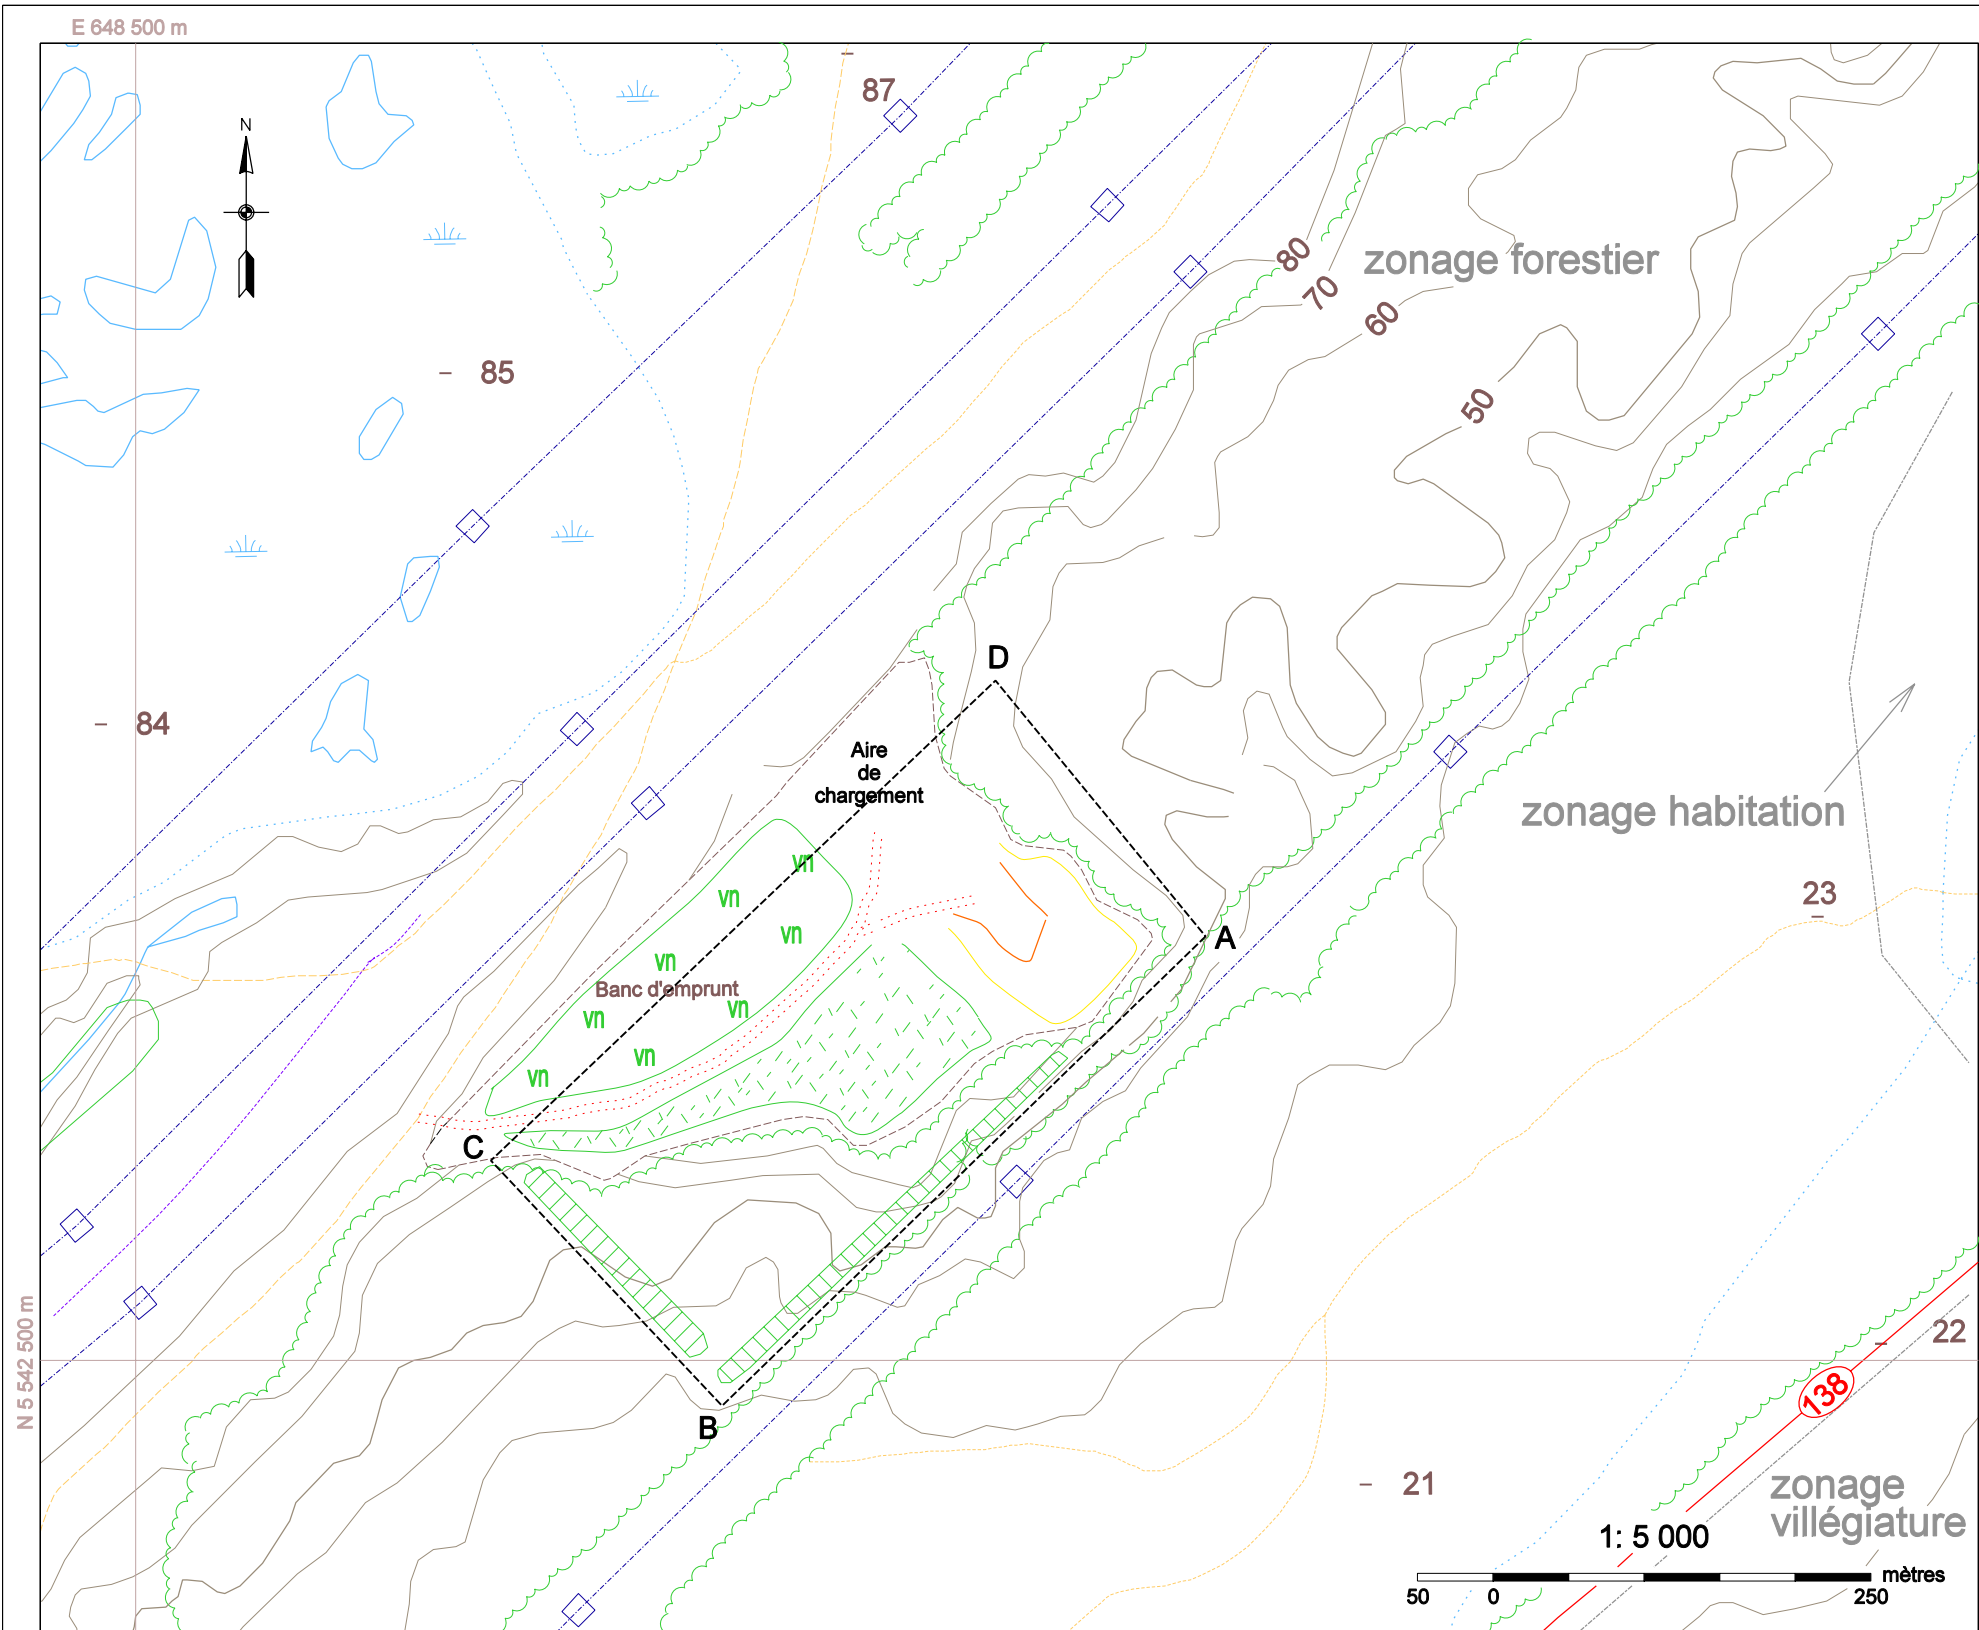 E 648 500 m
N
87
80
zonage forestier
70
60
85
50
D
84
Aire
de
chargement
zonage habitation
vn
vn
23
vn
A
vn
Banc d'emprunt
vn
vn
vn
vn
C
N 5 542 500 m
22
138
B
21
zonage
villégiature
1: 5 000
mètres
50
0
250